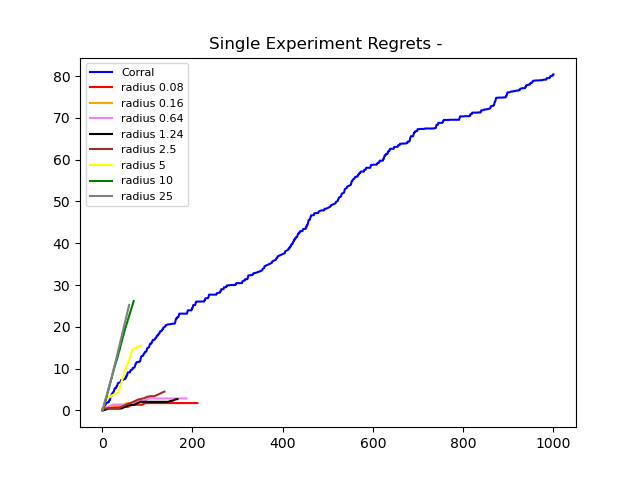 Single Experiment Regrets -
80
70
60
50
40
30
20
10
0
Corral
radius 0.08
radius 0.16
radius 0.64
radius 1.24
radius 2.5
radius 5
radius 10
radius 25
0 200 400 600 800 1000